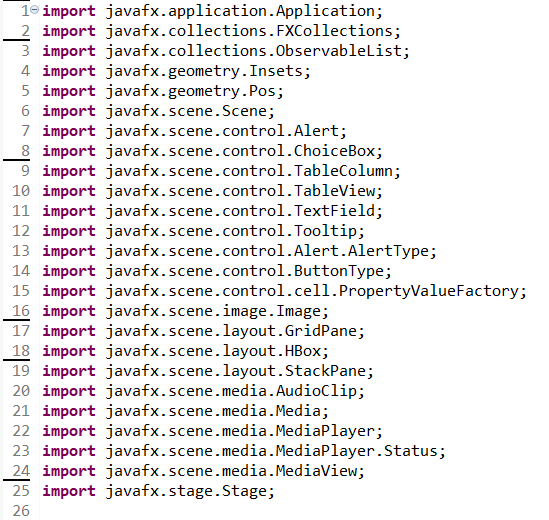 1 import javafx.application.Application;
2 import javafx.collections.FXCollections;
3 import javafx.collections.ObservableList;
4 import javafx.geometry.Insets;
5 import javafx.geometry.Pos;
6 import javafx.scene.Scene;
7 import javafx.scene.control.Alert;
8 import javafx.scene.control.ChoiceBox;
9 import javafx.scene.control.TableColumn;
10 import javafx.scene.control.TableView;
11 import javafx.scene.control.TextField;
12 import javafx.scene.control.Tooltip;
13 import javafx.scene.control.Alert.AlertType;
14 import javafx.scene.control.ButtonType;
15 import javafx.scene.control.cell.PropertyValueFactory;
16 import javafx.scene.image.Image;
17 import javafx.scene.layout.GridPane;
18 import javafx.scene.layout.HBox;
19 import javafx.scene.layout.StackPane;
20 import javafx.scene.media.AudioClip;
21 import javafx.scene.media.Media;
22 import javafx.scene.media.MediaPlayer;
23 import javafx.scene.media.MediaPlayer.Status;
24 import javafx.scene.media.MediaView;
25 import javafx.stage.Stage;
26